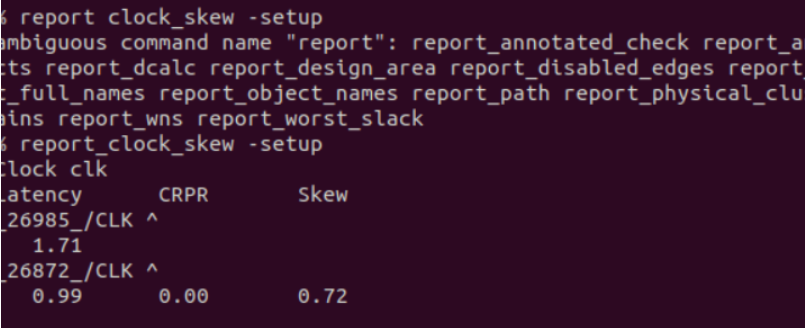 % report clock_skew -setup
ambiguous command name "report": report_annotated_check report_a
cts report_dcalc report_design_area report_disabled_edges report
t_full_names report_object_names report_path report_physical_clu
ains report_wns report_worst_slack
% report_clock_skew -setup
Clock clk
Latency CRPR Skew
_26985_/CLK ^
1.71
_26872_/CLK ^
0.99 0.00 0.72